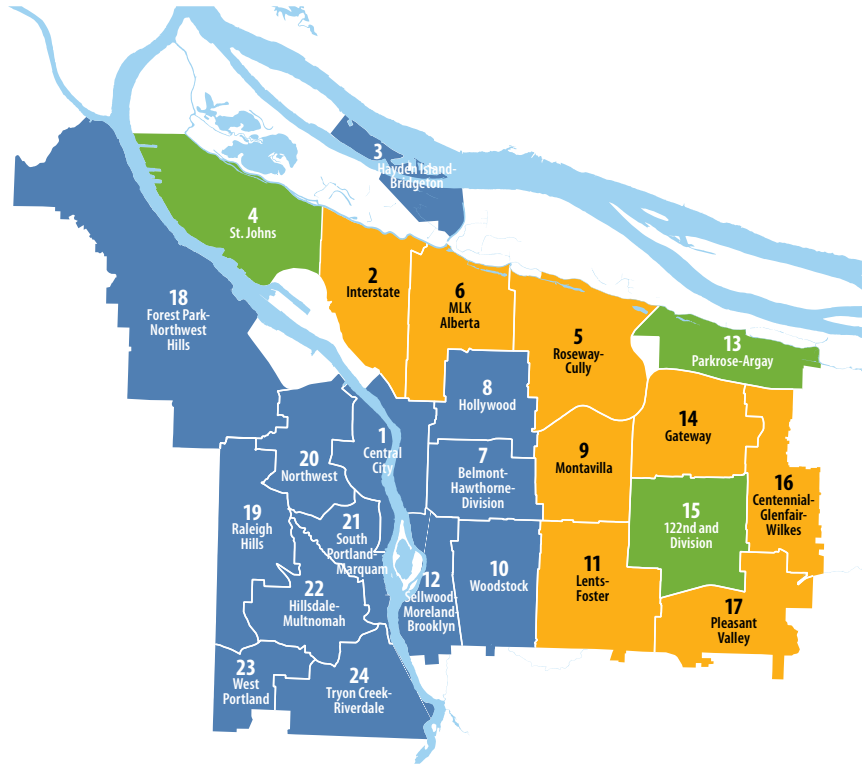 3
Hayden Island-
Bridgeton
4
St. Johns
2
Interstate
6
MLK
Alberta
18
Forest Park-
Northwest
Hills
5
Roseway-
Cully
13
Parkrose-Argay
8
Hollywood
14
Gateway
1
Central
City
20
Northwest
7
Belmont-
Hawthorne-
Division
9
Montavilla
16
Centennial-
Glenfair-
Wilkes
19
Raleigh
Hills
21
South
Portland-
Marquam
15
122nd and
Division
12
Sellwood-
Moreland-
Brooklyn
10
Woodstock
11
Lents-
Foster
22
Hillsdale-
Multnomah
17
Pleasant
Valley
23
West
Portland
24
Tryon Creek-
Riverdale